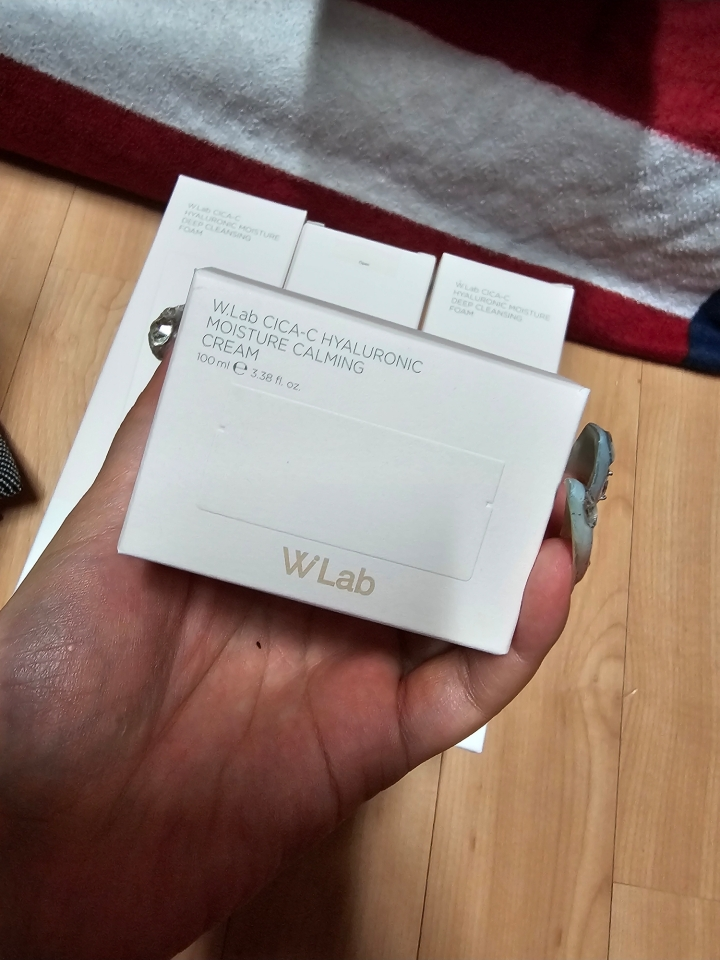 W.Lab CICA-C
HYALURONIC MOISTURE
DEEP CLEANSING
FOAM
W.Lab CICA-C
HYALURONIC MOISTURE
DEEP CLEANSING
FOAM
W.Lab CICA-C HYALURONIC
MOISTURE CALMING
CREAM
100 ml ℮ 3.38 fl. oz.
W.Lab